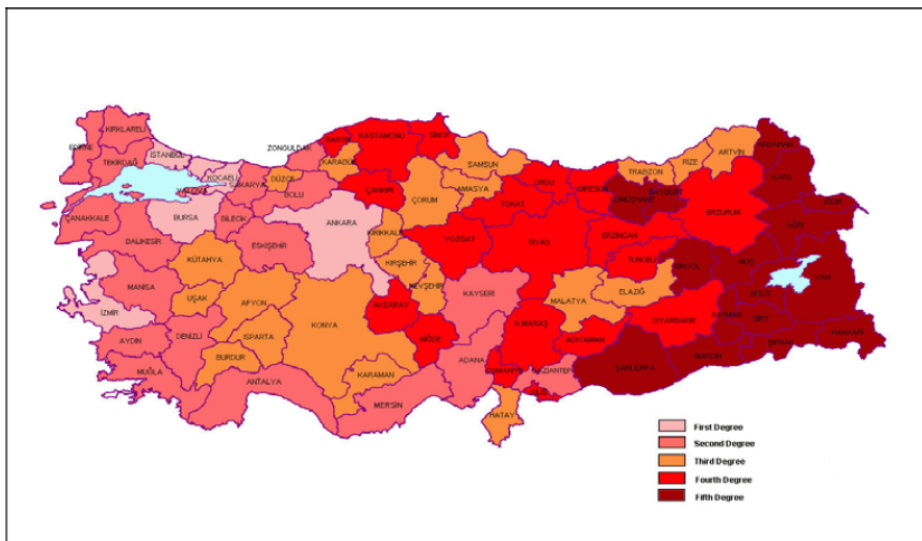 KIRKLARELİ
EDİRNE
TEKİRDAĞ
İSTANBUL
KOCAELİ
YALOVA
SAKARYA
DÜZCE
ZONGULDAK
BOLU
BARTIN
KARABÜK
KASTAMONU
SİNOP
ÇANKIRI
SAMSUN
AMASYA
ÇORUM
ORDU
TOKAT
GİRESUN
GÜMÜŞHANE
BAYBURT
TRABZON
RİZE
ARTVİN
ARDAHAN
KARS
IĞDIR
AĞRI
ERZURUM
ERZİNCAN
TUNCELİ
ÇANAKKALE
BURSA
BİLECİK
ESKİŞEHİR
ANKARA
KIRIKKALE
KIRŞEHİR
YOZGAT
SİVAS
BALIKESİR
KÜTAHYA
MANİSA
UŞAK
AFYON
İZMİR
AYDIN
DENİZLİ
ISPARTA
BURDUR
MUĞLA
ANTALYA
KONYA
KARAMAN
AKSARAY
NEVŞEHİR
NİĞDE
KAYSERİ
MERSİN
ADANA
K.MARAŞ
OSMANİYE
HATAY
KİLİS
GAZİANTEP
ADIYAMAN
MALATYA
ELAZIĞ
BİNGÖL
MUŞ
BİTLİS
VAN
DİYARBAKIR
BATMAN
SİİRT
ŞIRNAK
HAKKARİ
MARDİN
ŞANLIURFA
First Degree
Second Degree
Third Degree
Fourth Degree
Fifth Degree